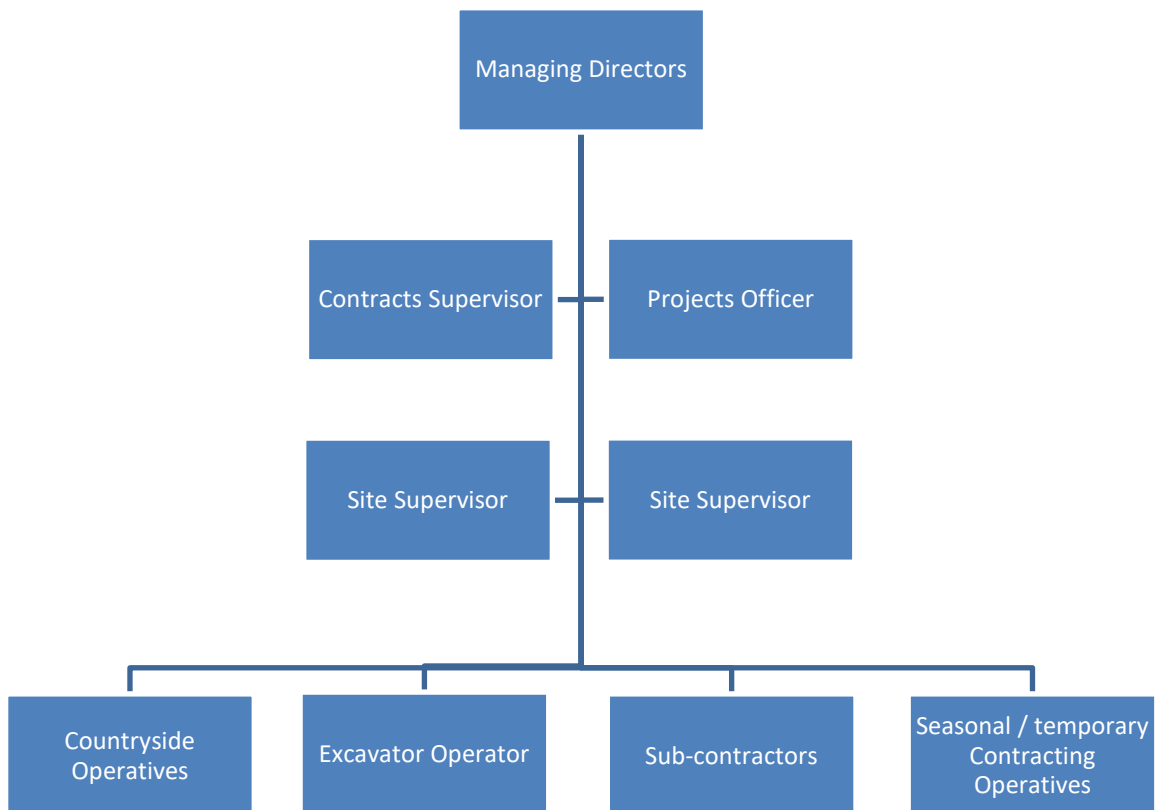 Managing Directors
Contracts Supervisor
Projects Officer
Site Supervisor
Site Supervisor
Countryside
Operatives
Excavator Operator
Sub-contractors
Seasonal / temporary
Contracting
Operatives